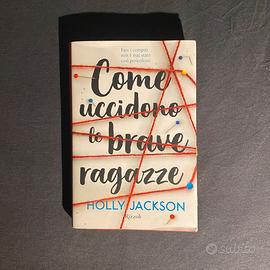 Fare i compiti
non è mai stato
così pericoloso
Come
uccidono
le brave
ragazze
HOLLY JACKSON
Rizzoli
subito